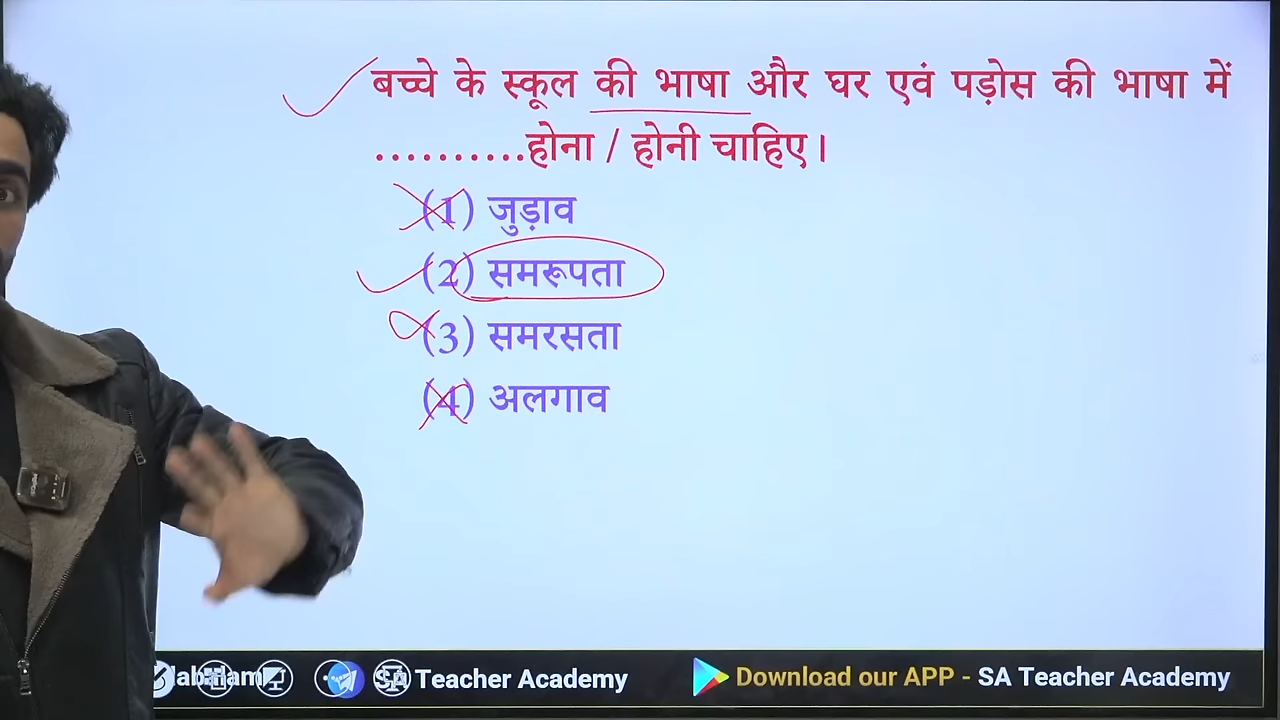 बच्चे के स्कूल की भाषा और घर एवं पड़ोस की भाषा में
..........होना / होनी चाहिए।
(1) जुड़ाव
(2) समरूपता
(3) समरसता
(4) अलगाव
SA Teacher Academy
Download our APP - SA Teacher Academy